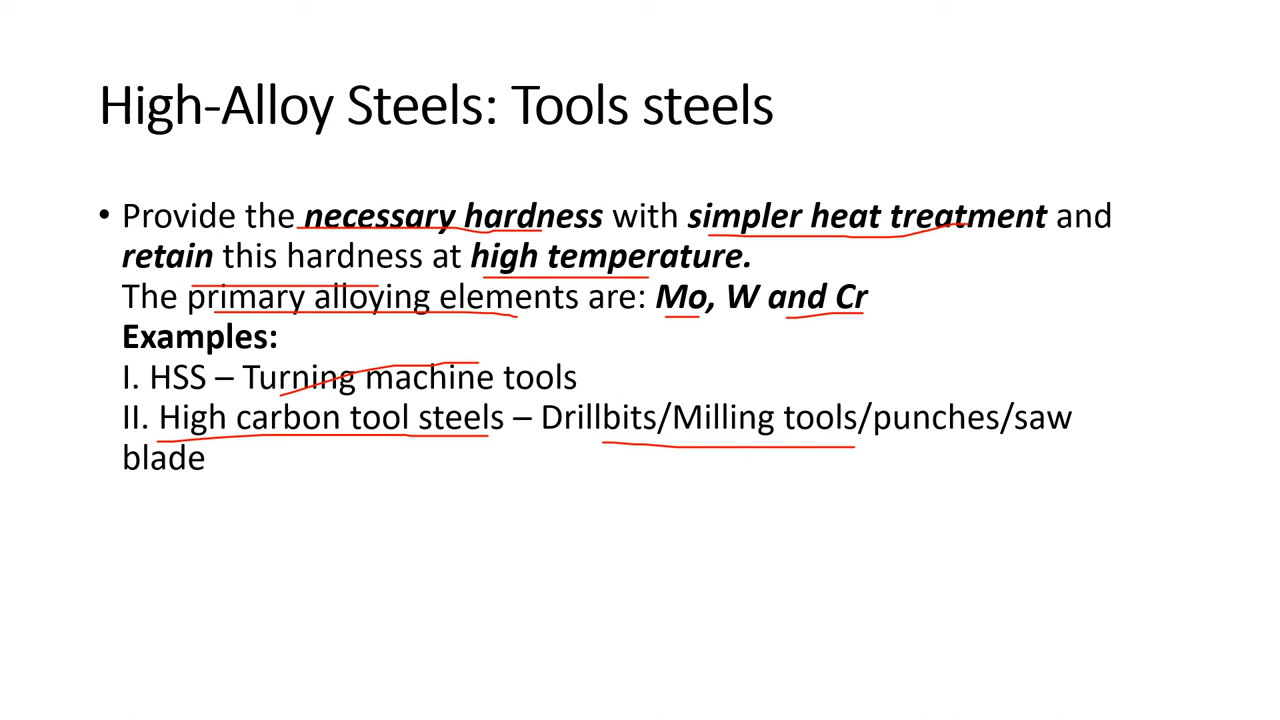 High-Alloy Steels: Tools steels
• Provide the necessary hardness with simpler heat treatment and
retain this hardness at high temperature.
The primary alloying elements are: Mo, W and Cr
Examples:
I. HSS – Turning machine tools
II. High carbon tool steels – Drillbits/Milling tools/punches/saw
blade